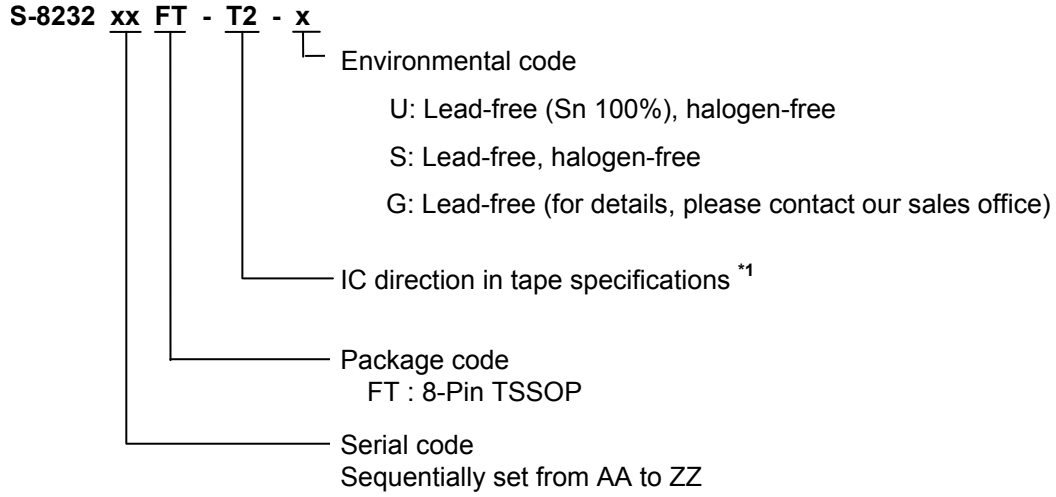 S-8232 xx FT - T2 - x
Environmental code
U: Lead-free (Sn 100%), halogen-free
S: Lead-free, halogen-free
G: Lead-free (for details, please contact our sales office)
IC direction in tape specifications *1
Package code
FT : 8-Pin TSSOP
Serial code
Sequentially set from AA to ZZ